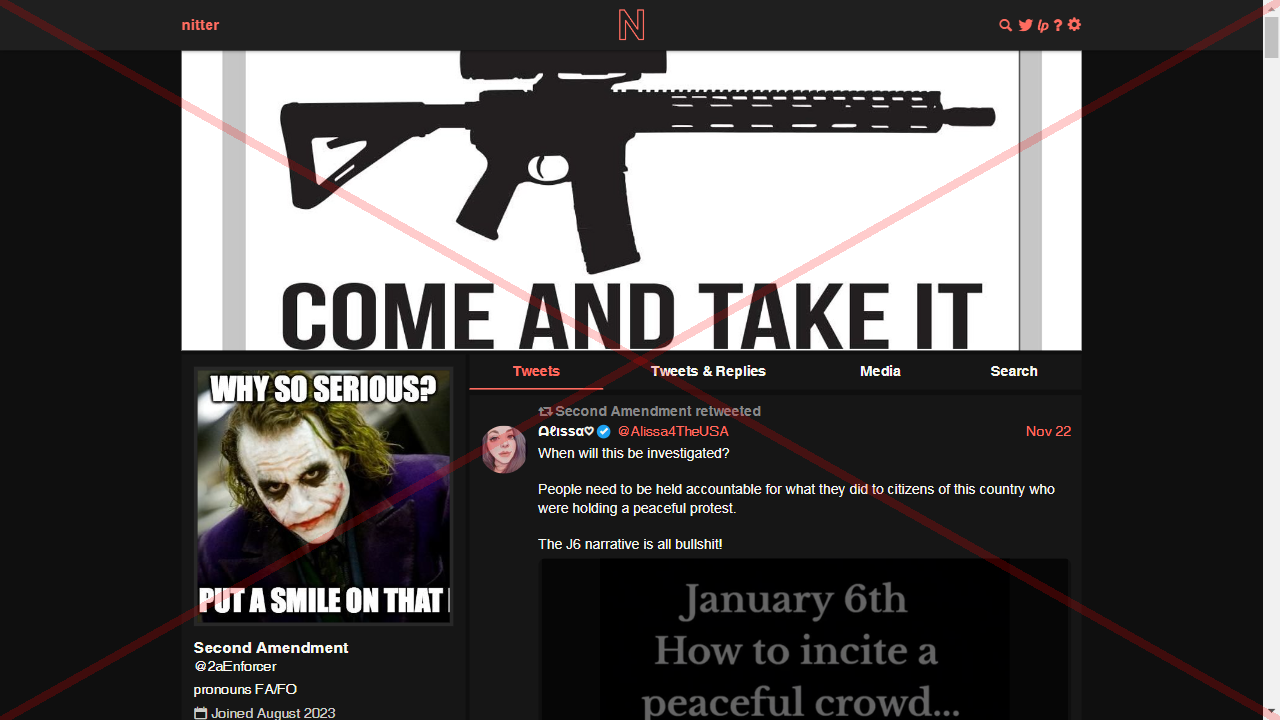 nitter
N
lp ?
COME AND TAKE IT
WHY SO SERIOUS?
PUT A SMILE ON THAT
Second Amendment
@2aEnforcer
pronouns FA/FO
Joined August 2023
Tweets Tweets & Replies Media Search
Second Amendment retweeted
ᗩℓιssα♡ @Alissa4TheUSA Nov 22
When will this be investigated?
People need to be held accountable for what they did to citizens of this country who
were holding a peaceful protest.
The J6 narrative is all bullshit!
January 6th
How to incite a
peaceful crowd...